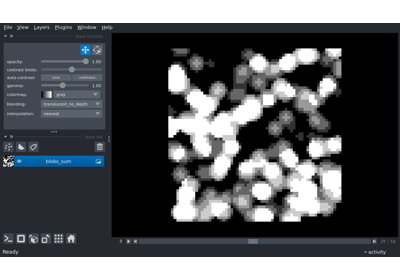 File View Layers Plugins Window Help
opacity: 1.00
contrast limits:
auto-contrast: once continuous
gamma: 1.00
colormap: gray
blending: translucent_no_depth
interpolation: nearest
blobs_sum
Ready
activity